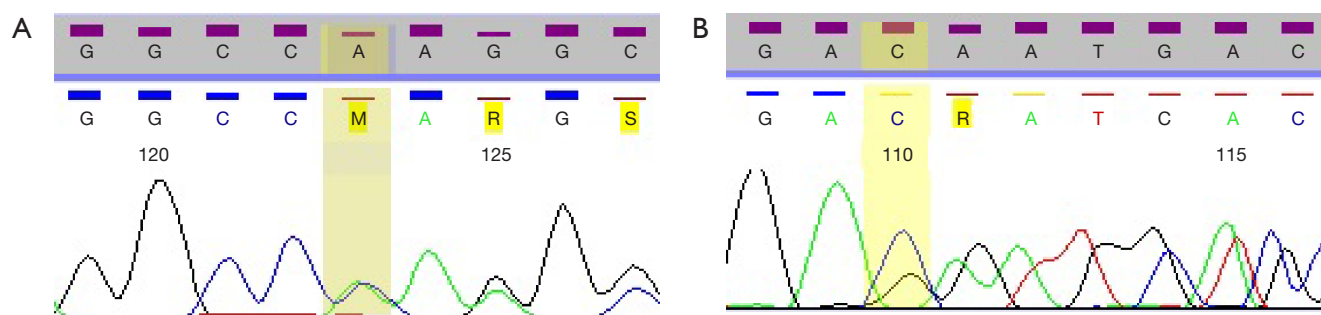 A
G G C C A A G G C
G G C C M A R G S
120 125
B
G A C A A T G A C
G A C R A T C A C
110 115